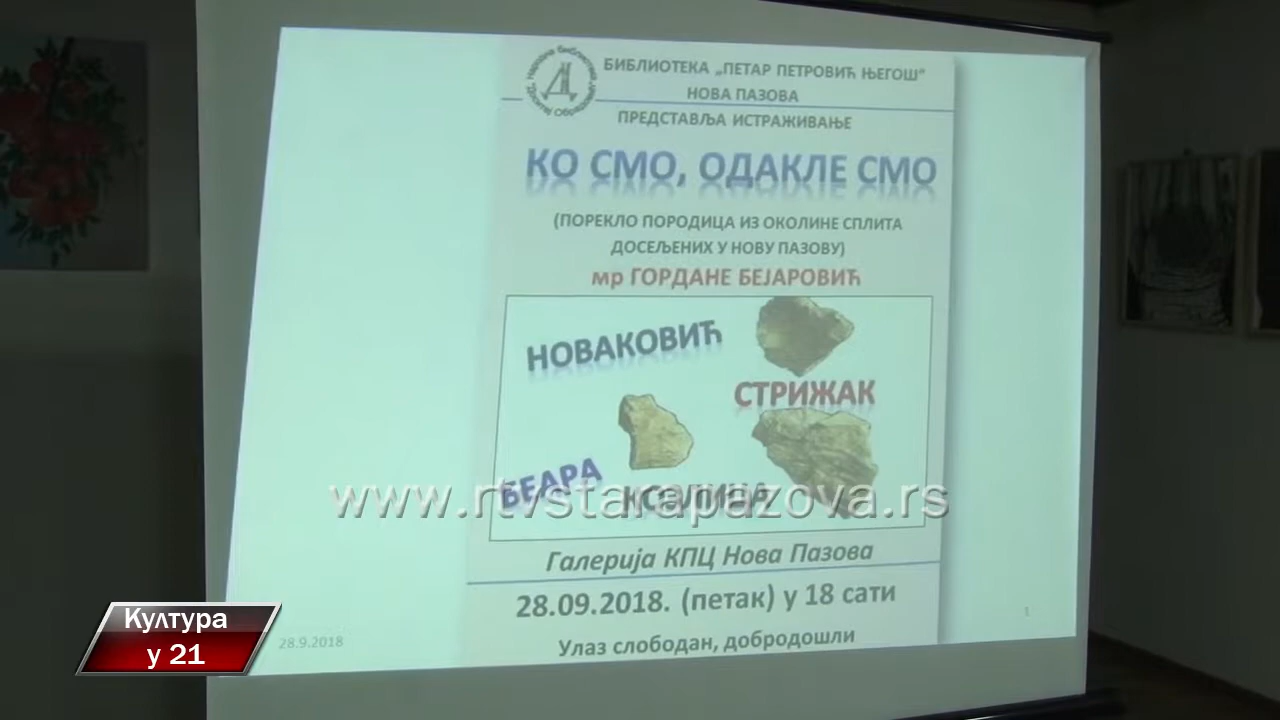 БИБЛИОТЕКА „ПЕТАР ПЕТРОВИЋ ЊЕГОШ“
НОВА ПАЗОВА
ПРЕДСТАВЉА ИСТРАЖИВАЊЕ
КО СМО, ОДАКЛЕ СМО
(ПОРЕКЛО ПОРОДИЦА ИЗ ОКОЛИНЕ СПЛИТА
ДОСЕЉЕНИХ У НОВУ ПАЗОВУ)
мр ГОРДАНЕ БЕЈАРОВИЋ
НОВАКОВИЋ
СТРИЖАК
БЕАРА
www.rtvstarapazova.rs
Галерија КПЦ Нова Пазова
28.09.2018. (петак) у 18 сати
Улаз слободан, добродошли
28.9.2018
1
Култура
у 21